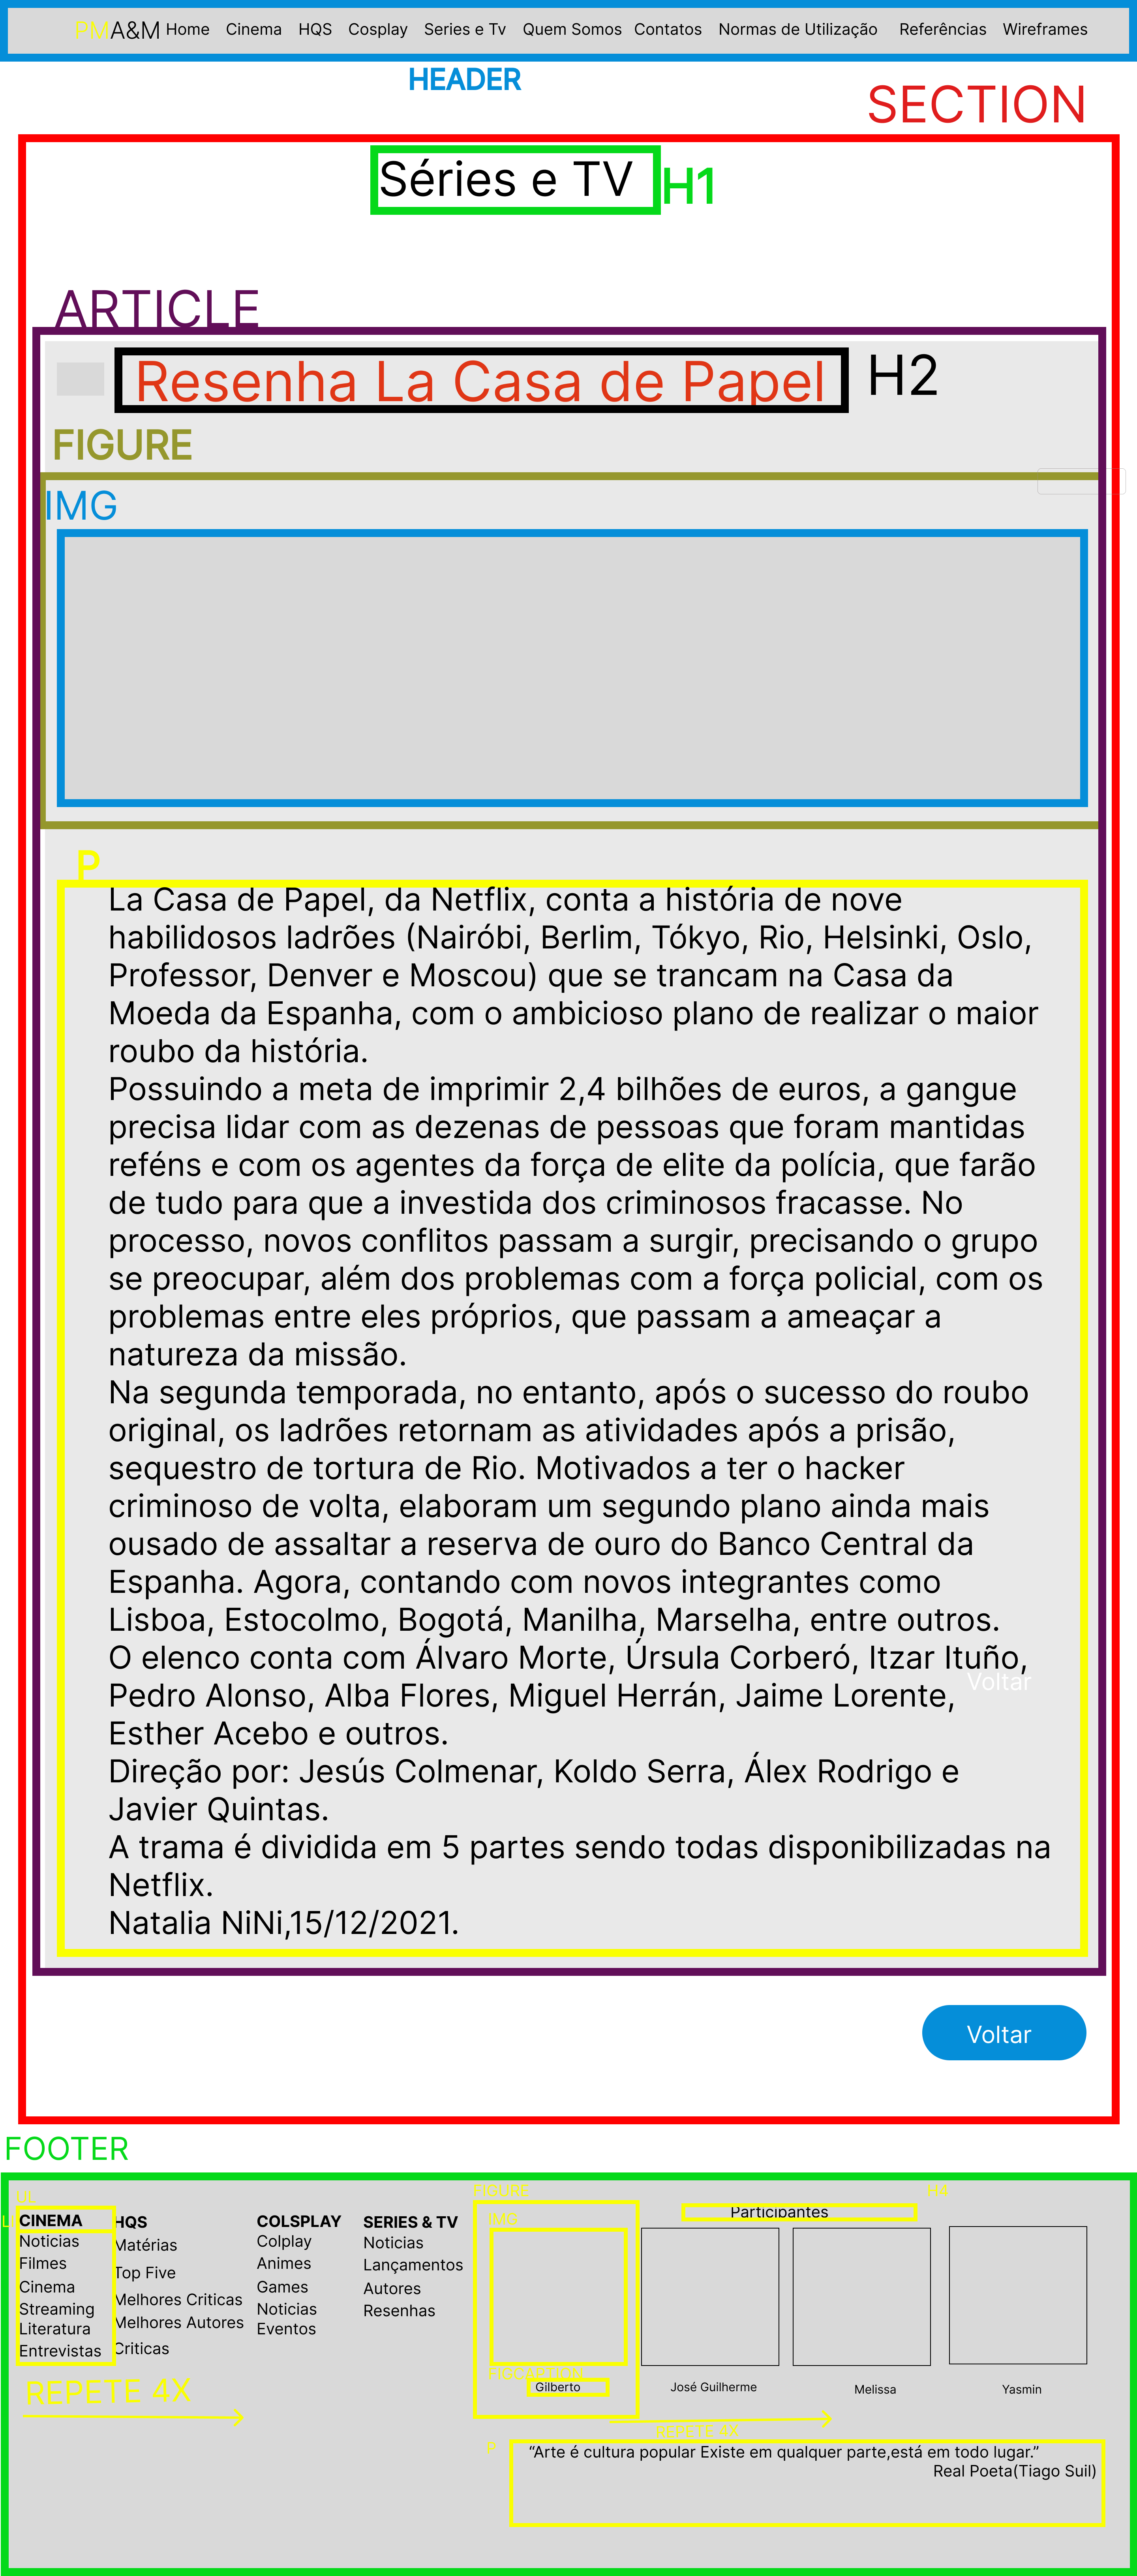 PMA&M Home Cinema HQS Cosplay Series e Tv Quem Somos Contatos Normas de Utilização Referências Wireframes
HEADER
SECTION
Séries e TV H1
ARTICLE
Resenha La Casa de Papel H2
FIGURE
IMG
P
La Casa de Papel, da Netflix, conta a história de nove
habilidosos ladrões (Nairóbi, Berlim, Tókyo, Rio, Helsinki, Oslo,
Professor, Denver e Moscou) que se trancam na Casa da
Moeda da Espanha, com o ambicioso plano de realizar o maior
roubo da história.
Possuindo a meta de imprimir 2,4 bilhões de euros, a gangue
precisa lidar com as dezenas de pessoas que foram mantidas
reféns e com os agentes da força de elite da polícia, que farão
de tudo para que a investida dos criminosos fracasse. No
processo, novos conflitos passam a surgir, precisando o grupo
se preocupar, além dos problemas com a força policial, com os
problemas entre eles próprios, que passam a ameaçar a
natureza da missão.
Na segunda temporada, no entanto, após o sucesso do roubo
original, os ladrões retornam as atividades após a prisão,
sequestro de tortura de Rio. Motivados a ter o hacker
criminoso de volta, elaboram um segundo plano ainda mais
ousado de assaltar a reserva de ouro do Banco Central da
Espanha. Agora, contando com novos integrantes como
Lisboa, Estocolmo, Bogotá, Manilha, Marselha, entre outros.
O elenco conta com Álvaro Morte, Úrsula Corberó, Itzar Ituño,
Voltar
Pedro Alonso, Alba Flores, Miguel Herrán, Jaime Lorente,
Esther Acebo e outros.
Direção por: Jesús Colmenar, Koldo Serra, Álex Rodrigo e
Javier Quintas.
A trama é dividida em 5 partes sendo todas disponibilizadas na
Netflix.
Natalia NiNi,15/12/2021.
Voltar
FOOTER
UL
CINEMA
Noticias
Filmes
Cinema
Streaming
Literatura
Entrevistas
HQS
Matérias
Top Five
Melhores Criticas
Melhores Autores
Criticas
COLSPLAY
Colplay
Animes
Games
Noticias
Eventos
SERIES & TV
Noticias
Lançamentos
Autores
Resenhas
REPETE 4X
FIGURE
H4
Participantes
IMG
FIGCAPTION
Gilberto
José Guilherme
Melissa
Yasmin
REPETE 4X
P
“Arte é cultura popular Existe em qualquer parte,está em todo lugar.”
Real Poeta(Tiago Suil)